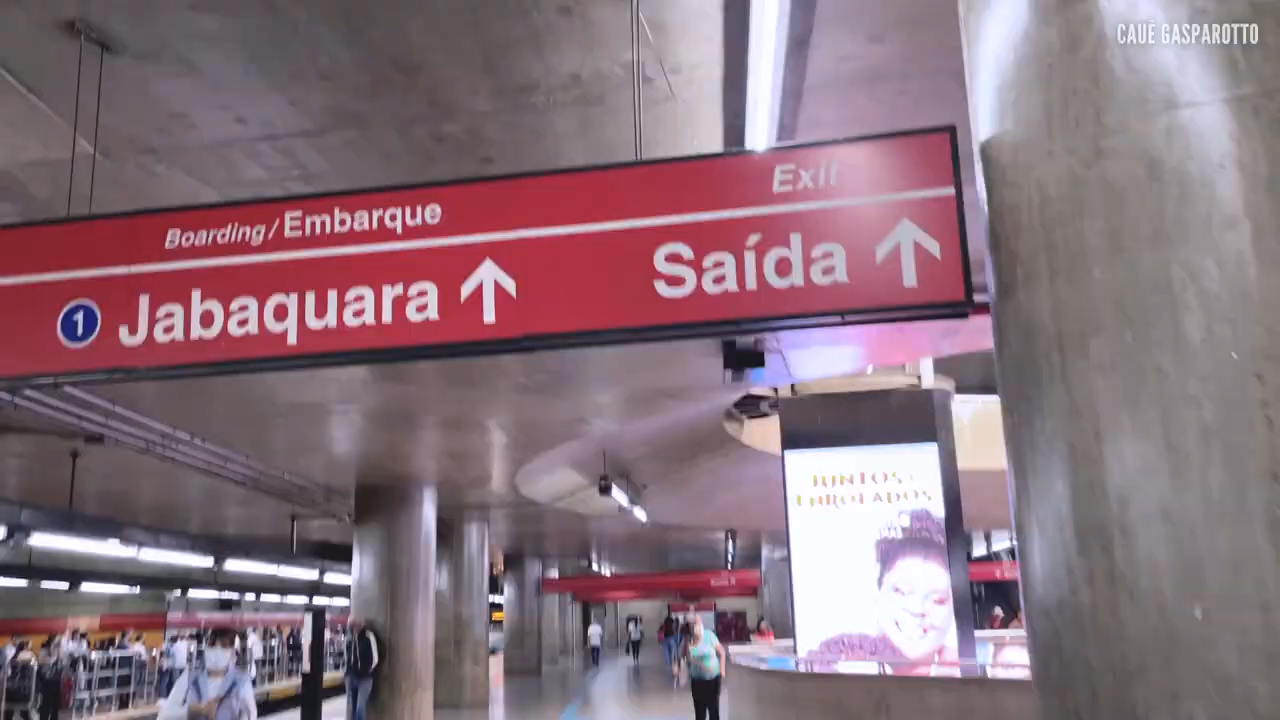 CAUÊ GASPAROTTO
Boarding / Embarque
Exit
1 Jabaquara
Saída
JUNTOS
ENROLADOS